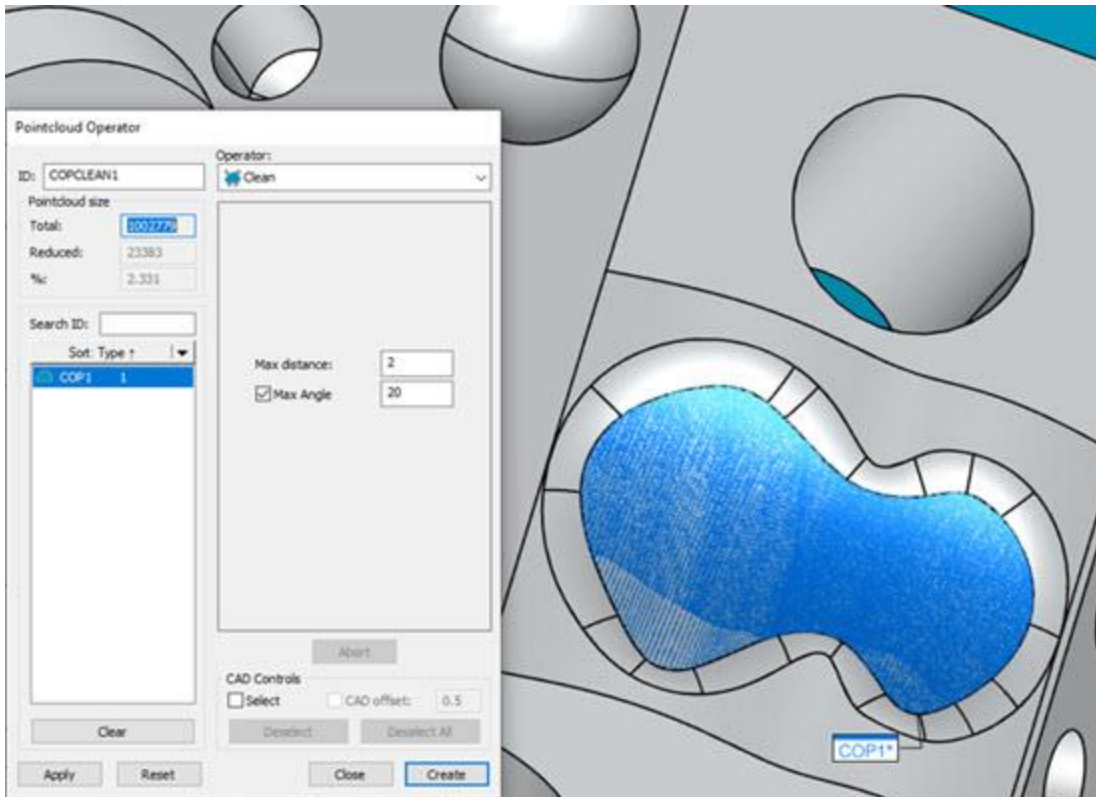 Pointcloud Operator
ID: COPCLEAN1
Operator:
Clean
Pointcloud size
Total: 1002779
Reduced: 23383
%: 2.331
Search ID:
Sort: Type ↑
COP1 1
Max distance: 2
Max Angle 20
Abort
CAD Controls
Select CAD offset: 0.5
Deselect Deselect All
Clear
Apply Reset Close Create
COP1*